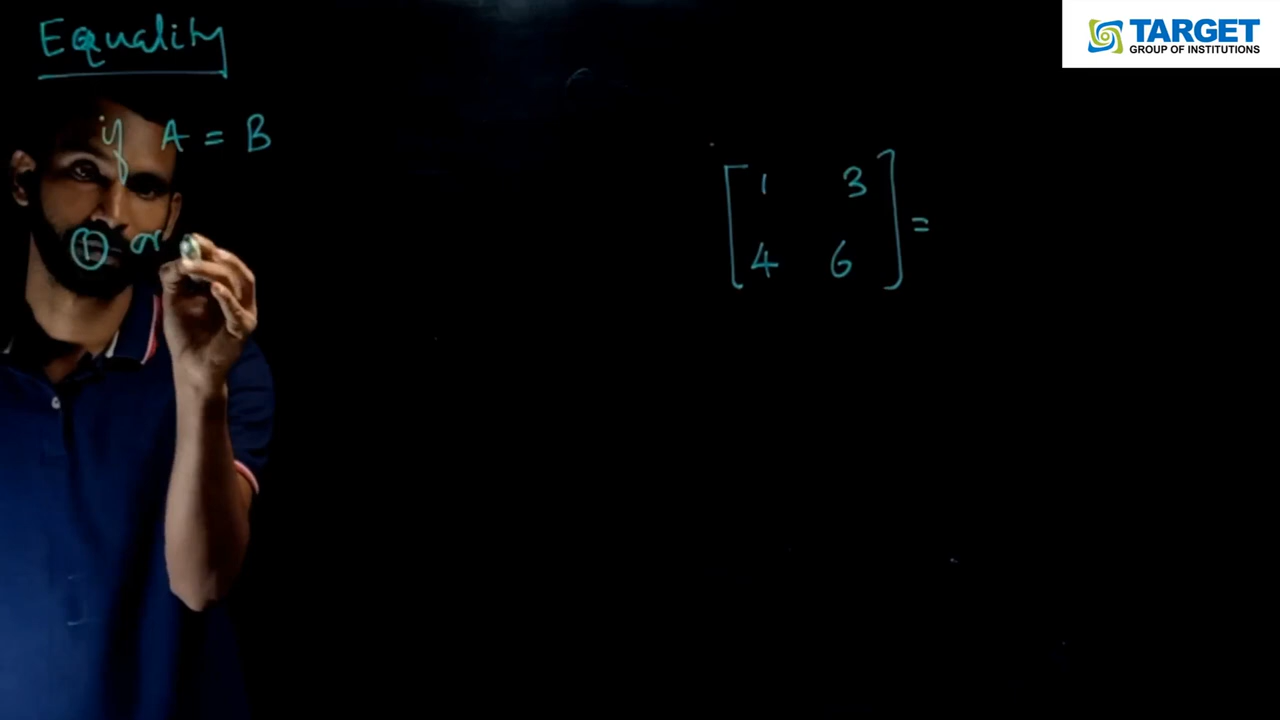 Equality
TARGET
GROUP OF INSTITUTIONS
if A = B
① or
1 3
4 6
=